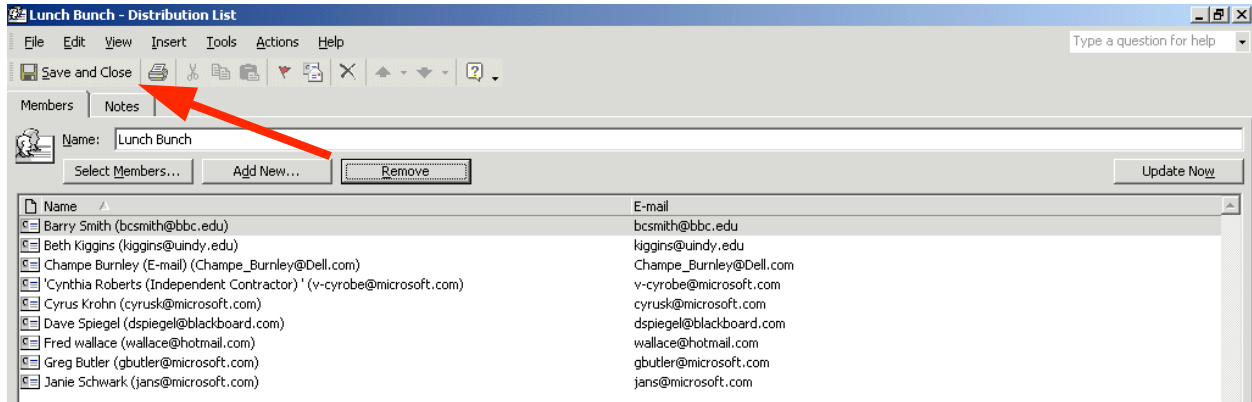 Lunch Bunch - Distribution List
File Edit View Insert Tools Actions Help Type a question for help
Save and Close
Members Notes
Name: Lunch Bunch
Select Members... Add New... Remove Update Now
Name E-mail
Barry Smith (bcsmith@bbc.edu) bcsmith@bbc.edu
Beth Kiggins (kiggins@uindy.edu) kiggins@uindy.edu
Champe Burnley (E-mail) (Champe_Burnley@Dell.com) Champe_Burnley@Dell.com
'Cynthia Roberts (Independent Contractor) ' (v-cyrobe@microsoft.com) v-cyrobe@microsoft.com
Cyrus Krohn (cyrusk@microsoft.com) cyrusk@microsoft.com
Dave Spiegel (dspiegel@blackboard.com) dspiegel@blackboard.com
Fred wallace (wallace@hotmail.com) wallace@hotmail.com
Greg Butler (gbutler@microsoft.com) gbutler@microsoft.com
Janie Schwark (jans@microsoft.com) jans@microsoft.com